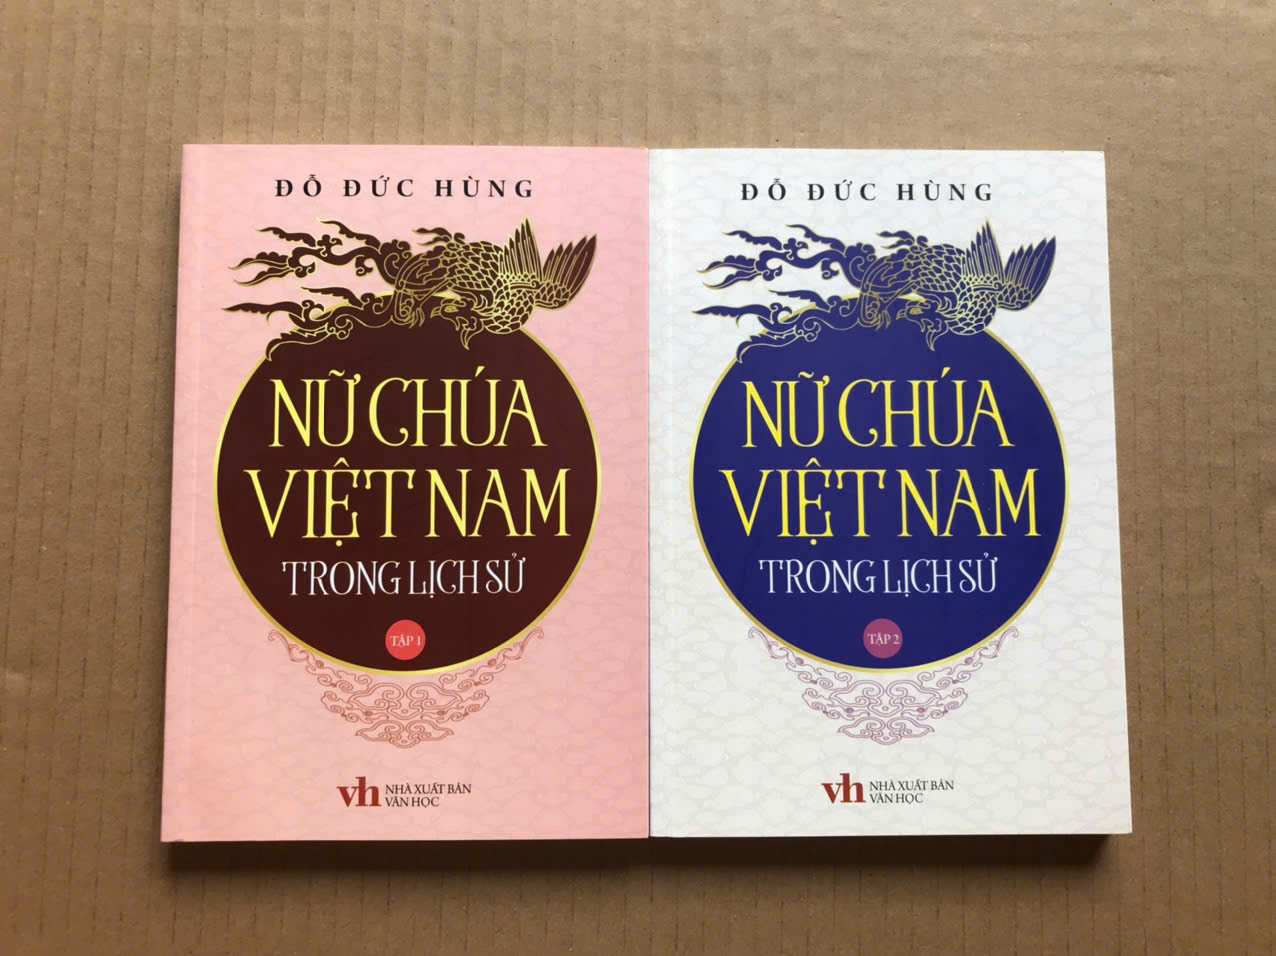 ĐỖ ĐỨC HÙNG
NỮ CHÚA
VIỆT NAM
TRONG LỊCH SỬ
TẬP 1
vh NHÀ XUẤT BẢN
VĂN HỌC
ĐỖ ĐỨC HÙNG
NỮ CHÚA
VIỆT NAM
TRONG LỊCH SỬ
TẬP 2
vh NHÀ XUẤT BẢN
VĂN HỌC